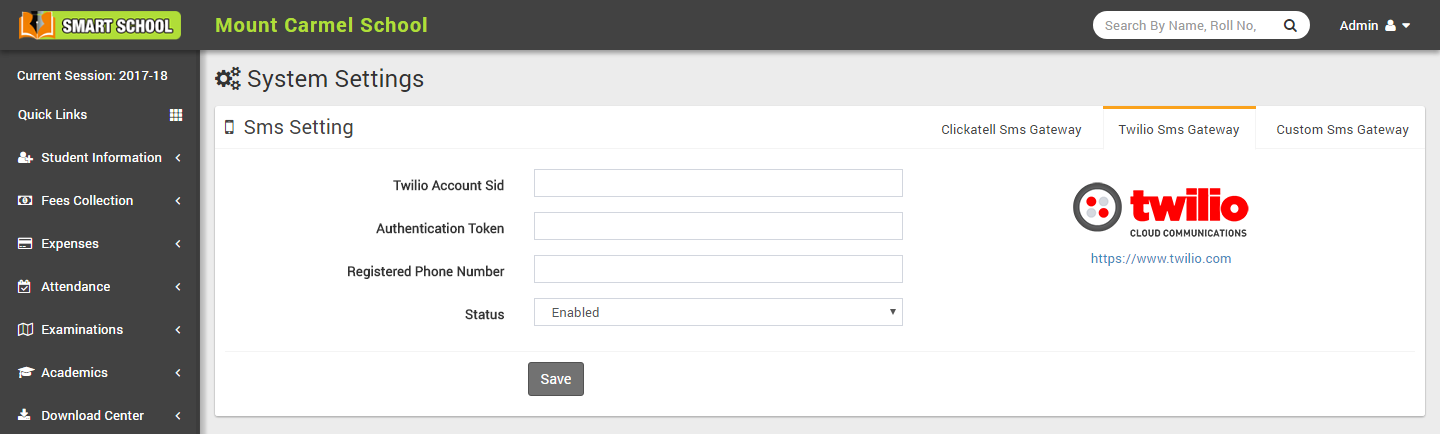 SMART SCHOOL
Mount Carmel School
Search By Name, Roll No,
Admin
Current Session: 2017-18
Quick Links
Student Information
Fees Collection
Expenses
Attendance
Examinations
Academics
Download Center
System Settings
Sms Setting
Clickatell Sms Gateway
Twilio Sms Gateway
Custom Sms Gateway
Twilio Account Sid
Authentication Token
Registered Phone Number
Status
Enabled
Save
twilio
CLOUD COMMUNICATIONS
https://www.twilio.com